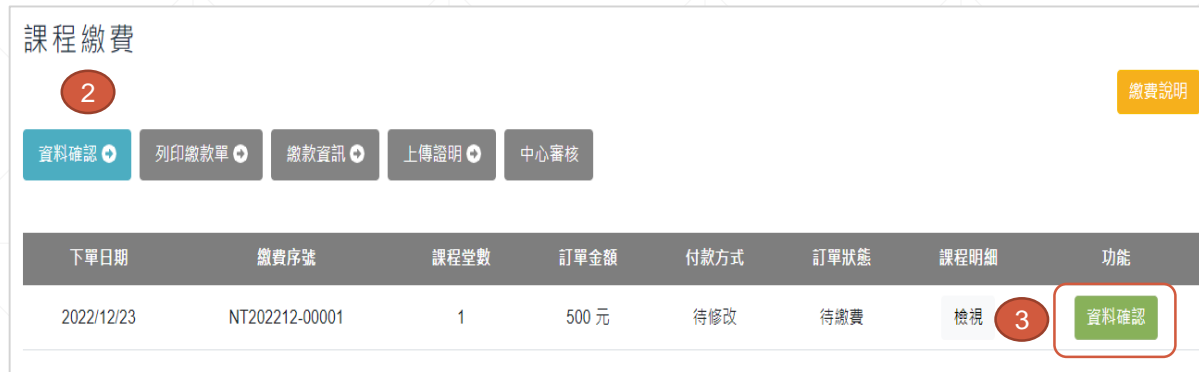 課程繳費
2
繳費說明
資料確認 列印繳款單 繳款資訊 上傳證明 中心審核
下單日期 繳費序號 課程堂數 訂單金額 付款方式 訂單狀態 課程明細 功能
2022/12/23 NT202212-00001 1 500 元 待修改 待繳費 檢視 3 資料確認